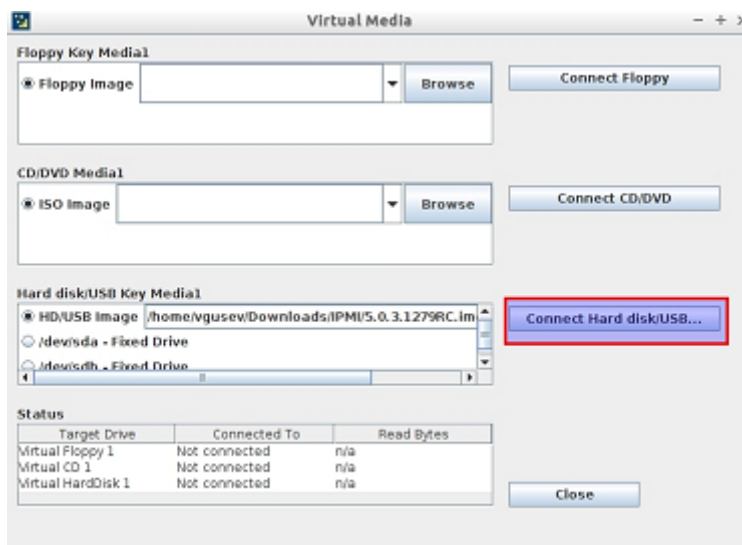 Virtual Media
Floppy Key Media1
Floppy Image
Browse
Connect Floppy
CD/DVD Media1
ISO Image
Browse
Connect CD/DVD
Hard disk/USB Key Media1
HD/USB Image /home/vgusev/Downloads/IPMI/5.0.3.1279RC.im
Connect Hard disk/USB...
/dev/sda - Fixed Drive
/dev/sdb - Fixed Drive
Status
Target Drive Connected To Read Bytes
Virtual Floppy 1 Not connected n/a
Virtual CD 1 Not connected n/a
Virtual HardDisk 1 Not connected n/a
Close